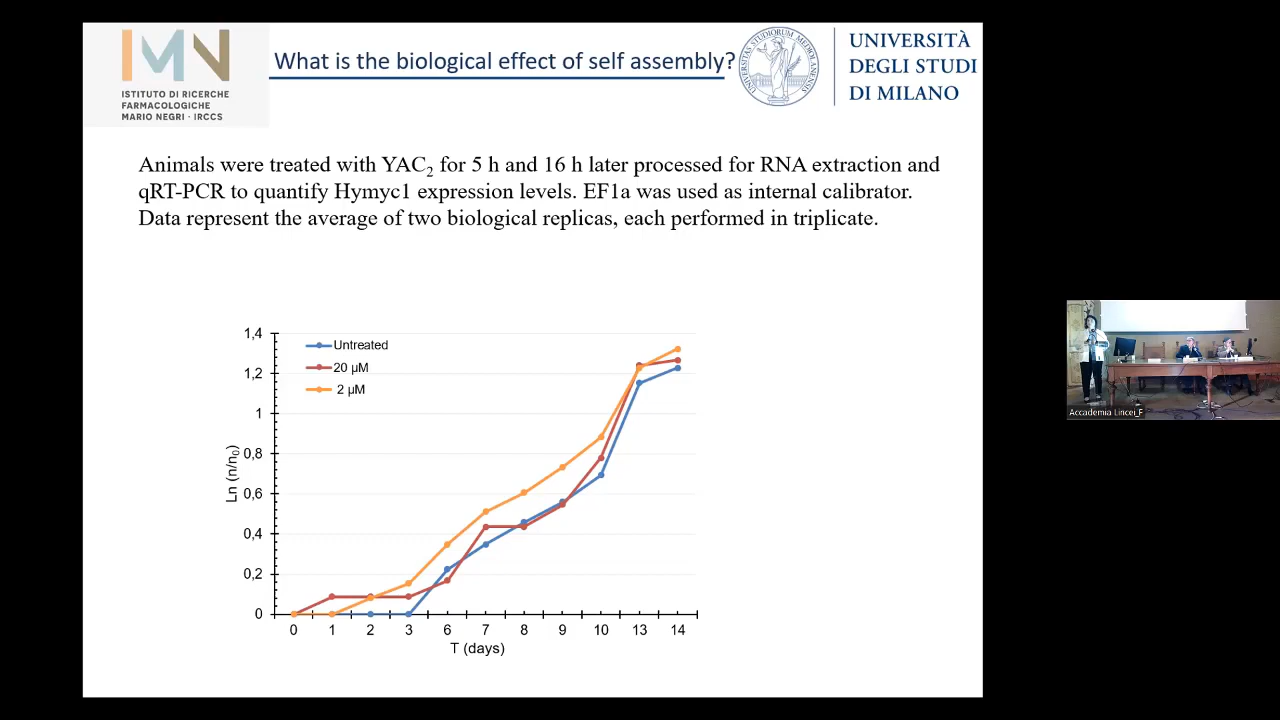 IMN
ISTITUTO DI RICERCHE
FARMACOLOGICHE
MARIO NEGRI · IRCCS
What is the biological effect of self assembly?
UNIVERSITÀ
DEGLI STUDI
DI MILANO
Animals were treated with YAC2 for 5 h and 16 h later processed for RNA extraction and
qRT-PCR to quantify Hymyc1 expression levels. EF1a was used as internal calibrator.
Data represent the average of two biological replicas, each performed in triplicate.
Untreated
20 µM
2 µM
Ln (n/n0)
1,4
1,2
1
0,8
0,6
0,4
0,2
0
0 1 2 3 6 7 8 9 10 13 14
T (days)
Accademia Lincei_F